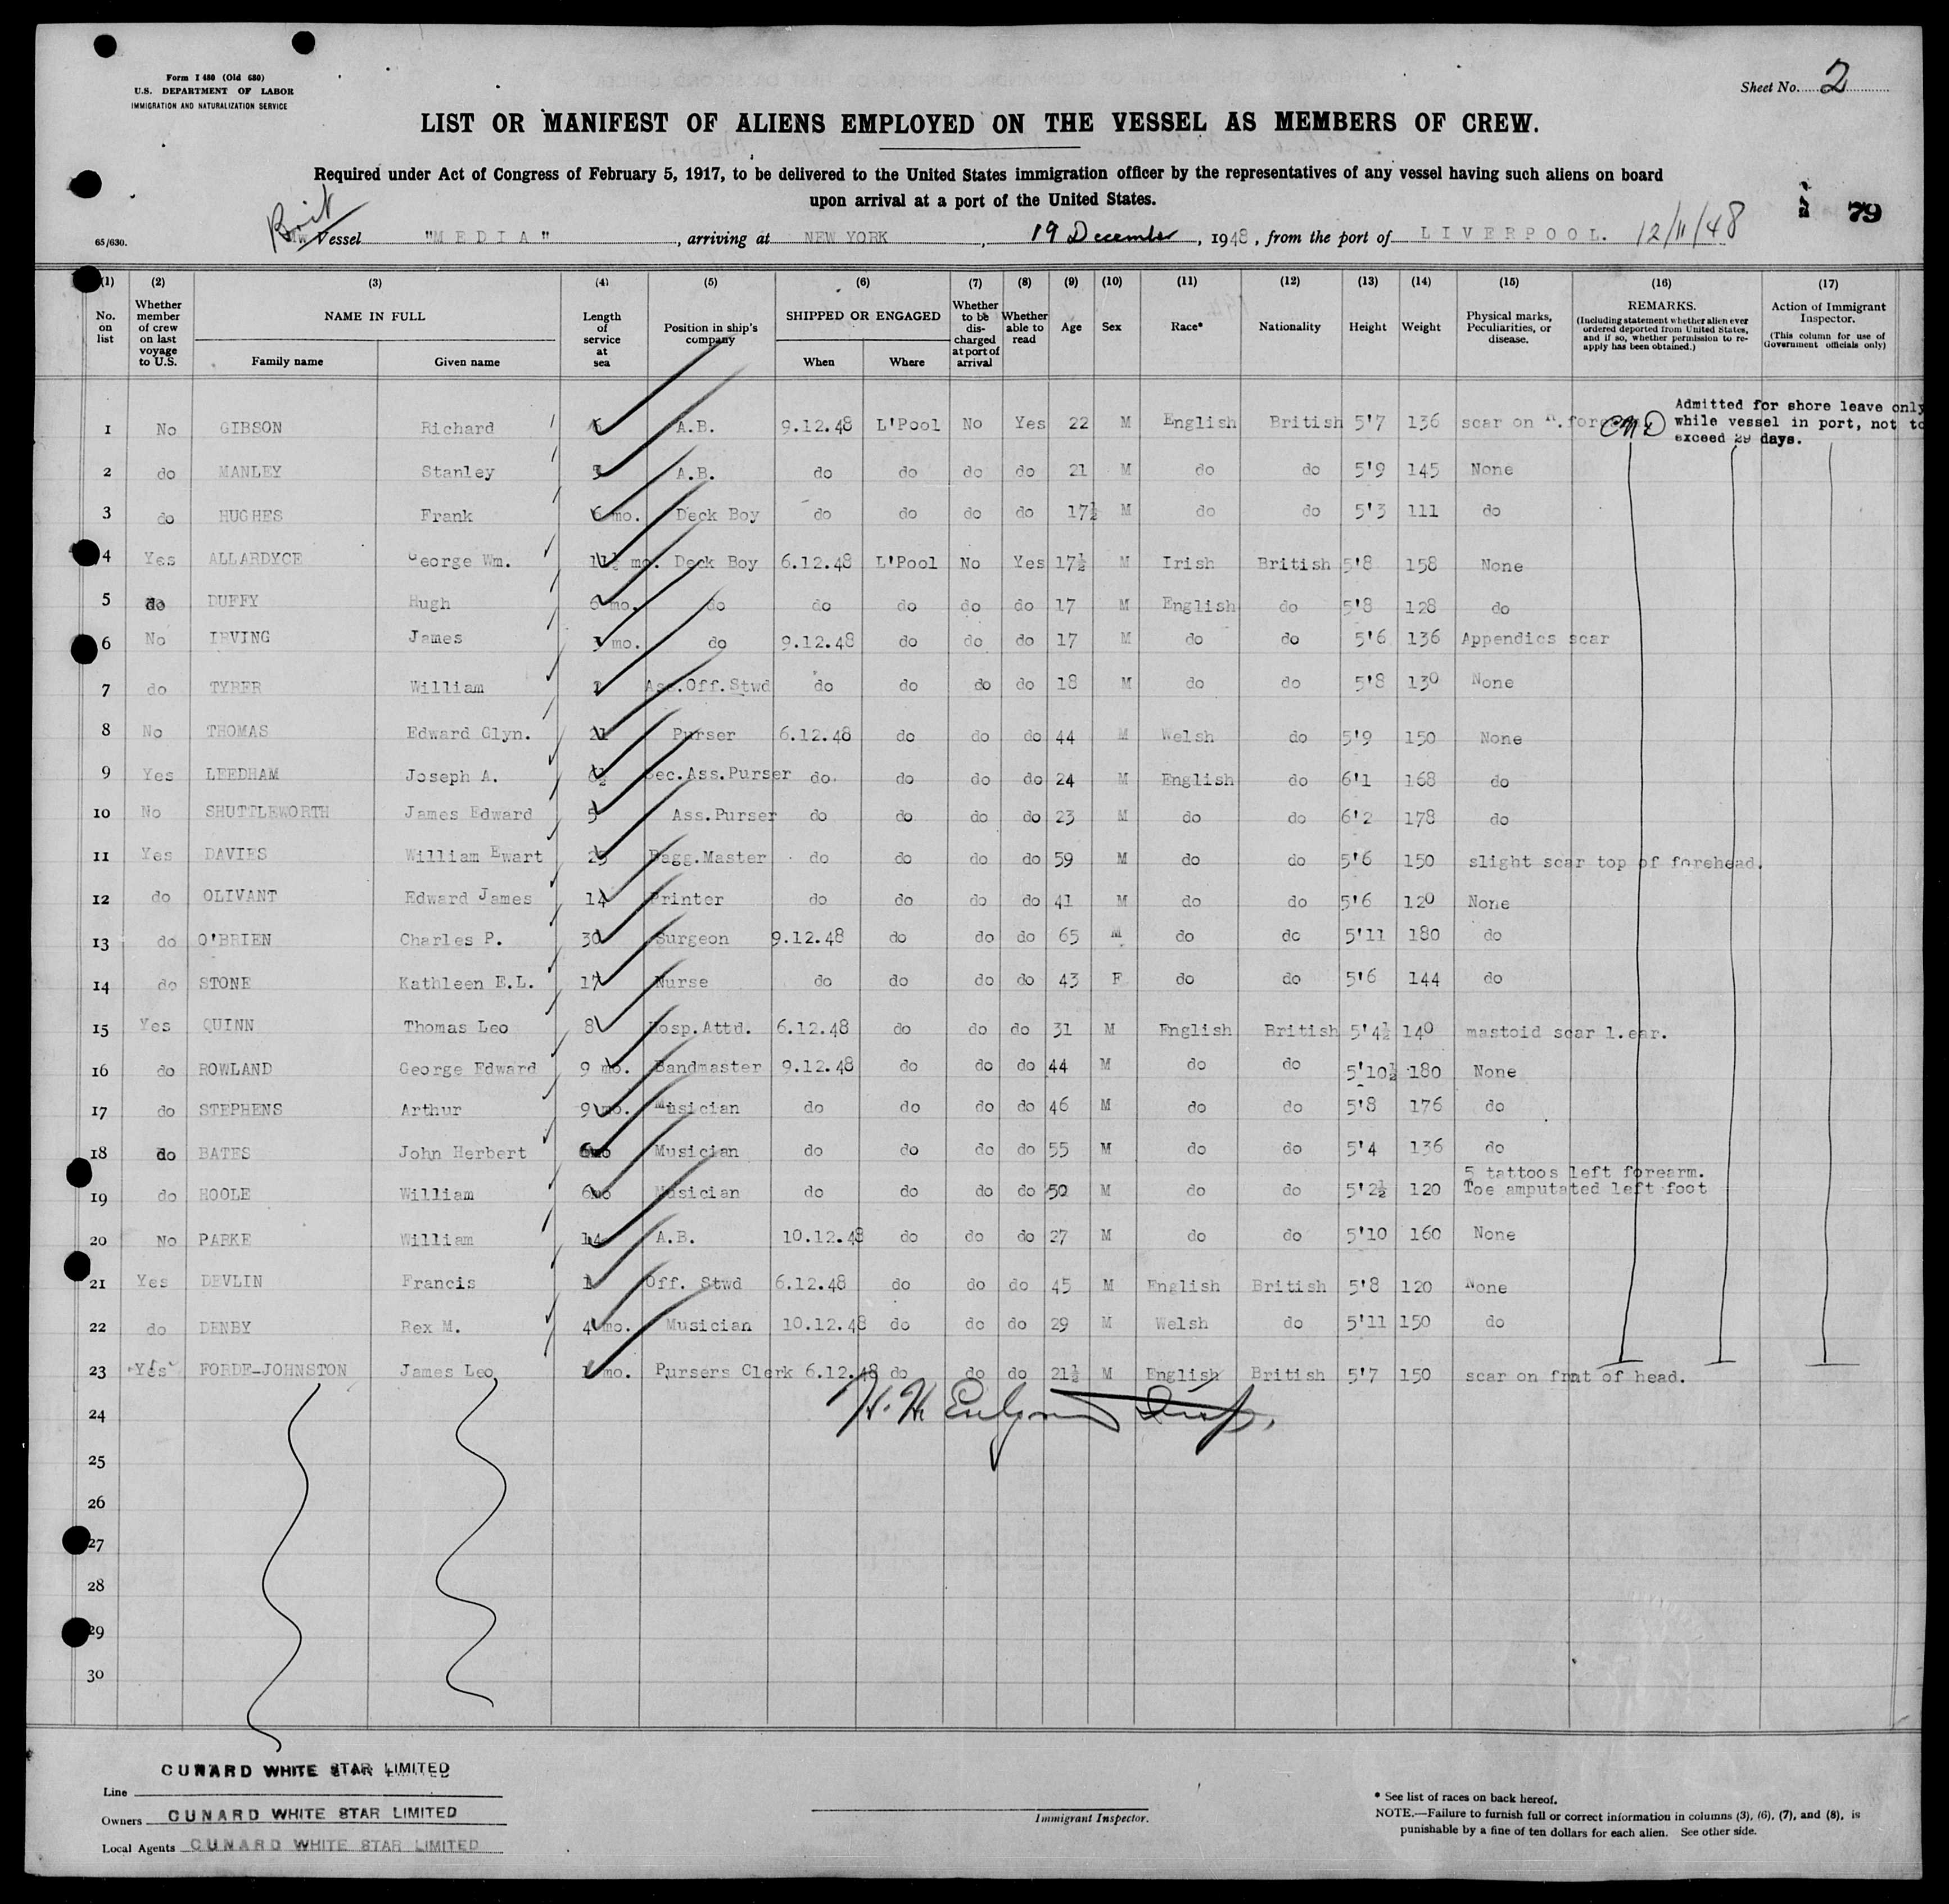 Form I 480 (Old 680)
U.S. DEPARTMENT OF LABOR
IMMIGRATION AND NATURALIZATION SERVICE
Sheet No. 2
LIST OR MANIFEST OF ALIENS EMPLOYED ON THE VESSEL AS MEMBERS OF CREW.
Required under Act of Congress of February 5, 1917, to be delivered to the United States immigration officer by the representatives of any vessel having such aliens on board
upon arrival at a port of the United States.
79
Brit
65/630.
Vessel "MEDIA", arriving at NEW YORK, 19 December, 1948, from the port of LIVERPOOL. 12/11/48
(1) (2) (3) (4) (5) (6) (7) (8) (9) (10) (11) (12) (13) (14) (15) (16) (17)
No. on list
Whether member of crew on last voyage to U.S.
NAME IN FULL
Family name
Given name
Length of service at sea
Position in ship's company
SHIPPED OR ENGAGED
When
Where
Whether to be discharged at port of arrival
Whether able to read
Age
Sex
Race*
Nationality
Height
Weight
Physical marks, Peculiarities, or disease.
REMARKS.
(Including statement whether alien ever ordered deported from United States, and if so, whether permission to re-apply has been obtained.)
Action of Immigrant Inspector.
(This column for use of Government officials only)
Admitted for shore leave only
while vessel in port, not to
exceed 29 days.
1 No GIBSON Richard A.B. 9.12.48 L'Pool No Yes 22 M English British 5'7 136 scar on R.
2 do MANLEY Stanley A.B. do do do do 21 M do do 5'9 145 None
3 do HUGHES Frank 6 mo. Deck Boy do do do do 17½ M do do 5'3 111 do
4 Yes ALLARDYCE George Wm. mo. Deck Boy 6.12.48 L'Pool No Yes 17½ M Irish British 5'8 158 None
5 do DUFFY Hugh 6 mo. do do do do do 17 M English do 5'8 128 do
6 No IRVING James 3 mo. do 9.12.48 do do do 17 M do do 5'6 136 Appendics scar
7 do TYRER William Ass.Off.Stwd do do do do 18 M do do 5'8 130 None
8 No THOMAS Edward Glyn. 21 Purser 6.12.48 do do do 44 M Welsh do 5'9 150 None
9 Yes LEEDHAM Joseph A. Sec.Ass.Purser do. do do do 24 M English do 6'1 168 do
10 No SHUTTLEWORTH James Edward 5 Ass.Purser do do do do 23 M do do 6'2 178 do
11 Yes DAVIES William Ewart 25 Bagg.Master do do do do 59 M do do 5'6 150 slight scar top of forehead.
12 do OLIVANT Edward James 14 Printer do do do do 41 M do do 5'6 120 None
13 do O'BRIEN Charles P. 30 Surgeon 9.12.48 do do do 65 M do do 5'11 180 do
14 do STONE Kathleen E.L. 17 Nurse do do do do 43 F do do 5'6 144 do
15 Yes QUINN Thomas Leo 8 Hosp.Attd. 6.12.48 do do do 31 M English British 5'4½ 140 mastoid scar l.ear.
16 do ROWLAND George Edward 9 mo. Bandmaster 9.12.48 do do do 44 M do do 5'10½ 180 None
17 do STEPHENS Arthur 9 mo. Musician do do do do 46 M do do 5'8 176 do
18 do BATES John Herbert 6mo Musician do do do do 55 M do do 5'4 136 do
5 tattoos left forearm.
19 do HOOLE William 6mo Musician do do do do 50 M do do 5'2½ 120 Toe amputated left foot
20 No PARKE William 14 A.B. 10.12.48 do do do 27 M do do 5'10 160 None
21 Yes DEVLIN Francis 1 Off. Stwd 6.12.48 do do do 45 M English British 5'8 120 None
22 do DENBY Rex M. 4 mo. Musician 10.12.48 do do do 29 M Welsh do 5'11 150 do
23 Yes FORDE-JOHNSTON James Leo 1 mo. Pursers Clerk 6.12.48 do do do 21½ M English British 5'7 150 scar on frnt of head.
24
25
26
27
28
29
30
Line CUNARD WHITE STAR LIMITED
Owners CUNARD WHITE STAR LIMITED
Local Agents CUNARD WHITE STAR LIMITED
Immigrant Inspector.
* See list of races on back hereof.
NOTE.—Failure to furnish full or correct information in columns (3), (6), (7), and (8), is
punishable by a fine of ten dollars for each alien. See other side.